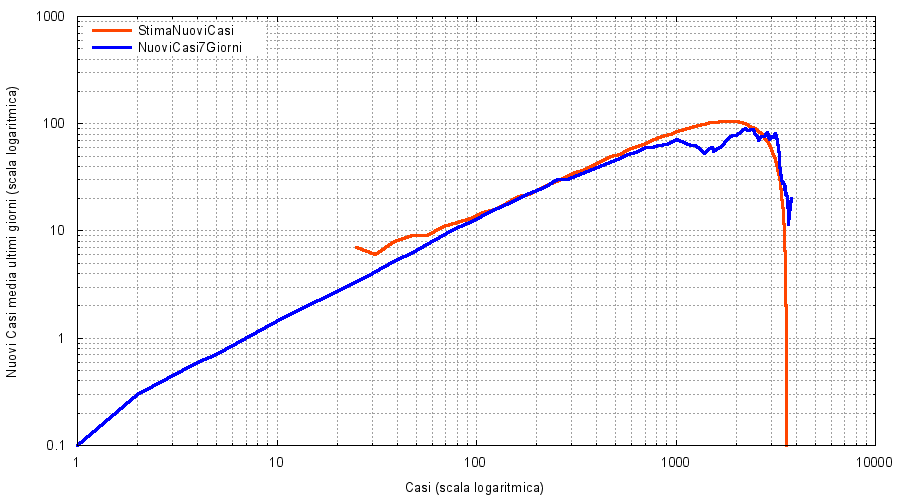 1000
100
10
1
0.1
StimaNuoviCasi
NuoviCasi7Giorni
Nuovi Casi media ultimi giorni (scala logaritmica)
1 10 100 1000 10000
Casi (scala logaritmica)